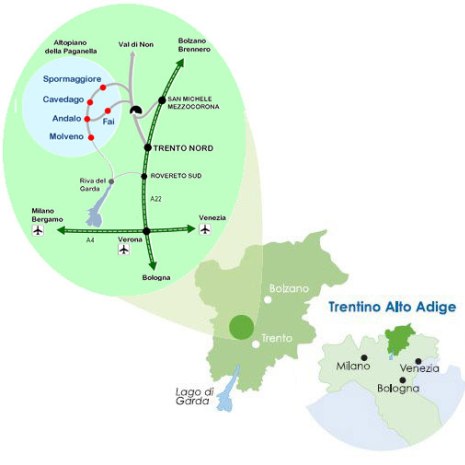 Altopiano
della Paganella
Val di Non
Bolzano
Brennero
Spormaggiore
Cavedago
SAN MICHELE
MEZZOCORONA
Andalo
Fai
Molveno
TRENTO NORD
Riva del
Garda
ROVERETO SUD
A22
Milano
Bergamo
Venezia
A4
Verona
Bologna
Bolzano
Trento
Lago di
Garda
Trentino Alto Adige
Milano
Venezia
Bologna